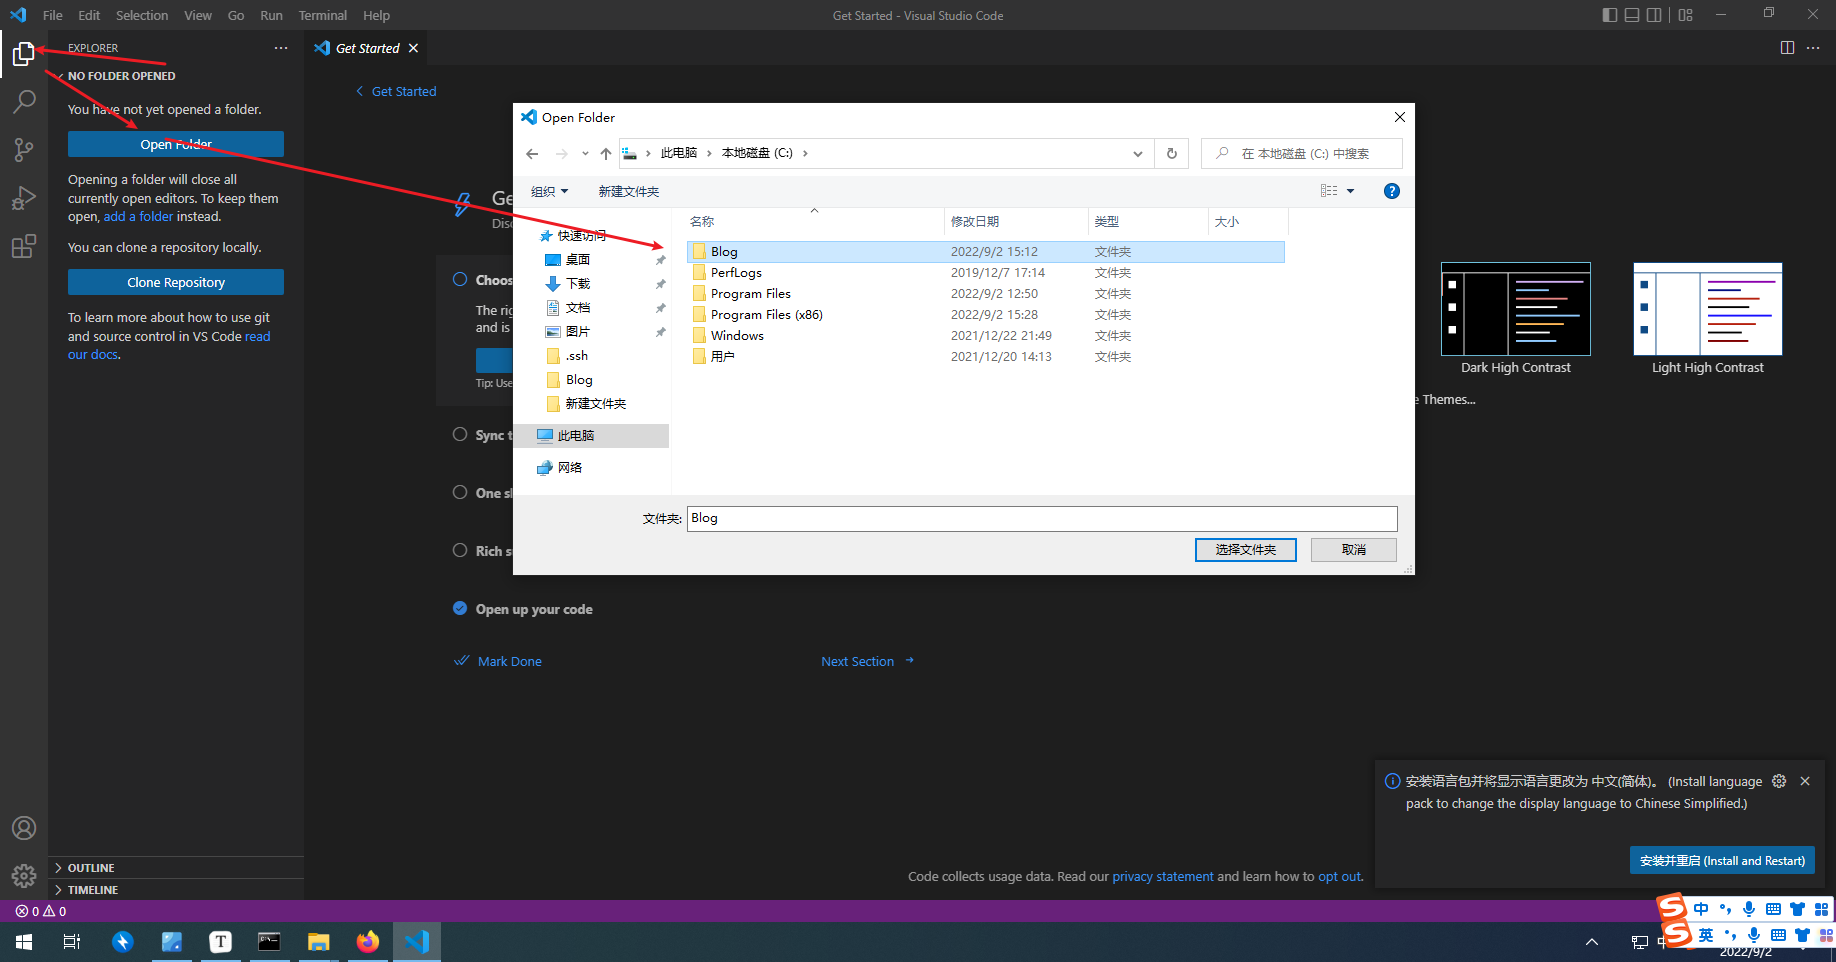 File Edit Selection View Go Run Terminal Help
Get Started - Visual Studio Code
EXPLORER
NO FOLDER OPENED
You have not yet opened a folder.
Open Folder
Opening a folder will close all
currently open editors. To keep them
open, add a folder instead.
You can clone a repository locally.
Clone Repository
To learn more about how to use git
and source control in VS Code read
our docs.
OUTLINE
TIMELINE
Get Started
Get Started
Ge
Disc
Choos
The rig
and is
Tip: Use
Sync t
One sl
Rich s
Open up your code
Mark Done
Next Section
Open Folder
此电脑 本地磁盘 (C:)
在 本地磁盘 (C:) 中搜索
组织 新建文件夹
快速访问
桌面
下载
文档
图片
.ssh
Blog
新建文件夹
此电脑
网络
名称 修改日期 类型 大小
Blog 2022/9/2 15:12 文件夹
PerfLogs 2019/12/7 17:14 文件夹
Program Files 2022/9/2 12:50 文件夹
Program Files (x86) 2022/9/2 15:28 文件夹
Windows 2021/12/22 21:49 文件夹
用户 2021/12/20 14:13 文件夹
文件夹: Blog
选择文件夹 取消
Dark High Contrast
Light High Contrast
e Themes...
安装语言包并将显示语言更改为 中文(简体)。 (Install language
pack to change the display language to Chinese Simplified.)
安装并重启 (Install and Restart)
Code collects usage data. Read our privacy statement and learn how to opt out.
0 0
中
英
T
2022/9/2